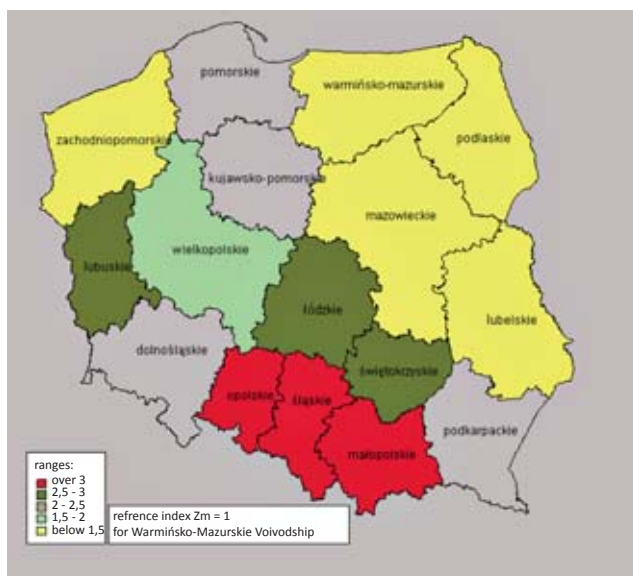 pomorskie
warmińsko-mazurskie
zachodniopomorskie
podlaskie
kujawsko-pomorskie
mazowieckie
wielkopolskie
lubuskie
łódzkie
lubelskie
dolnośląskie
świętokrzyskie
opolskie
śląskie
podkarpackie
małopolskie
ranges:
over 3
2,5 - 3
2 - 2,5
1,5 - 2
below 1,5
refrence index Zm = 1
for Warmińsko-Mazurskie Voivodship